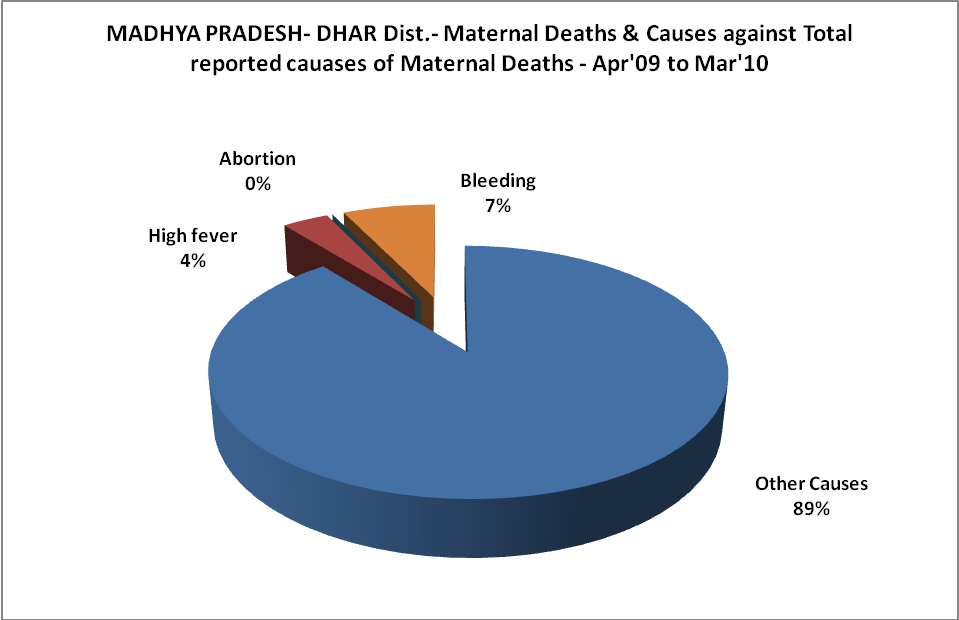 MADHYA PRADESH- DHAR Dist.- Maternal Deaths & Causes against Total
reported cauases of Maternal Deaths - Apr'09 to Mar'10
Abortion
0%
Bleeding
7%
High fever
4%
Other Causes
89%